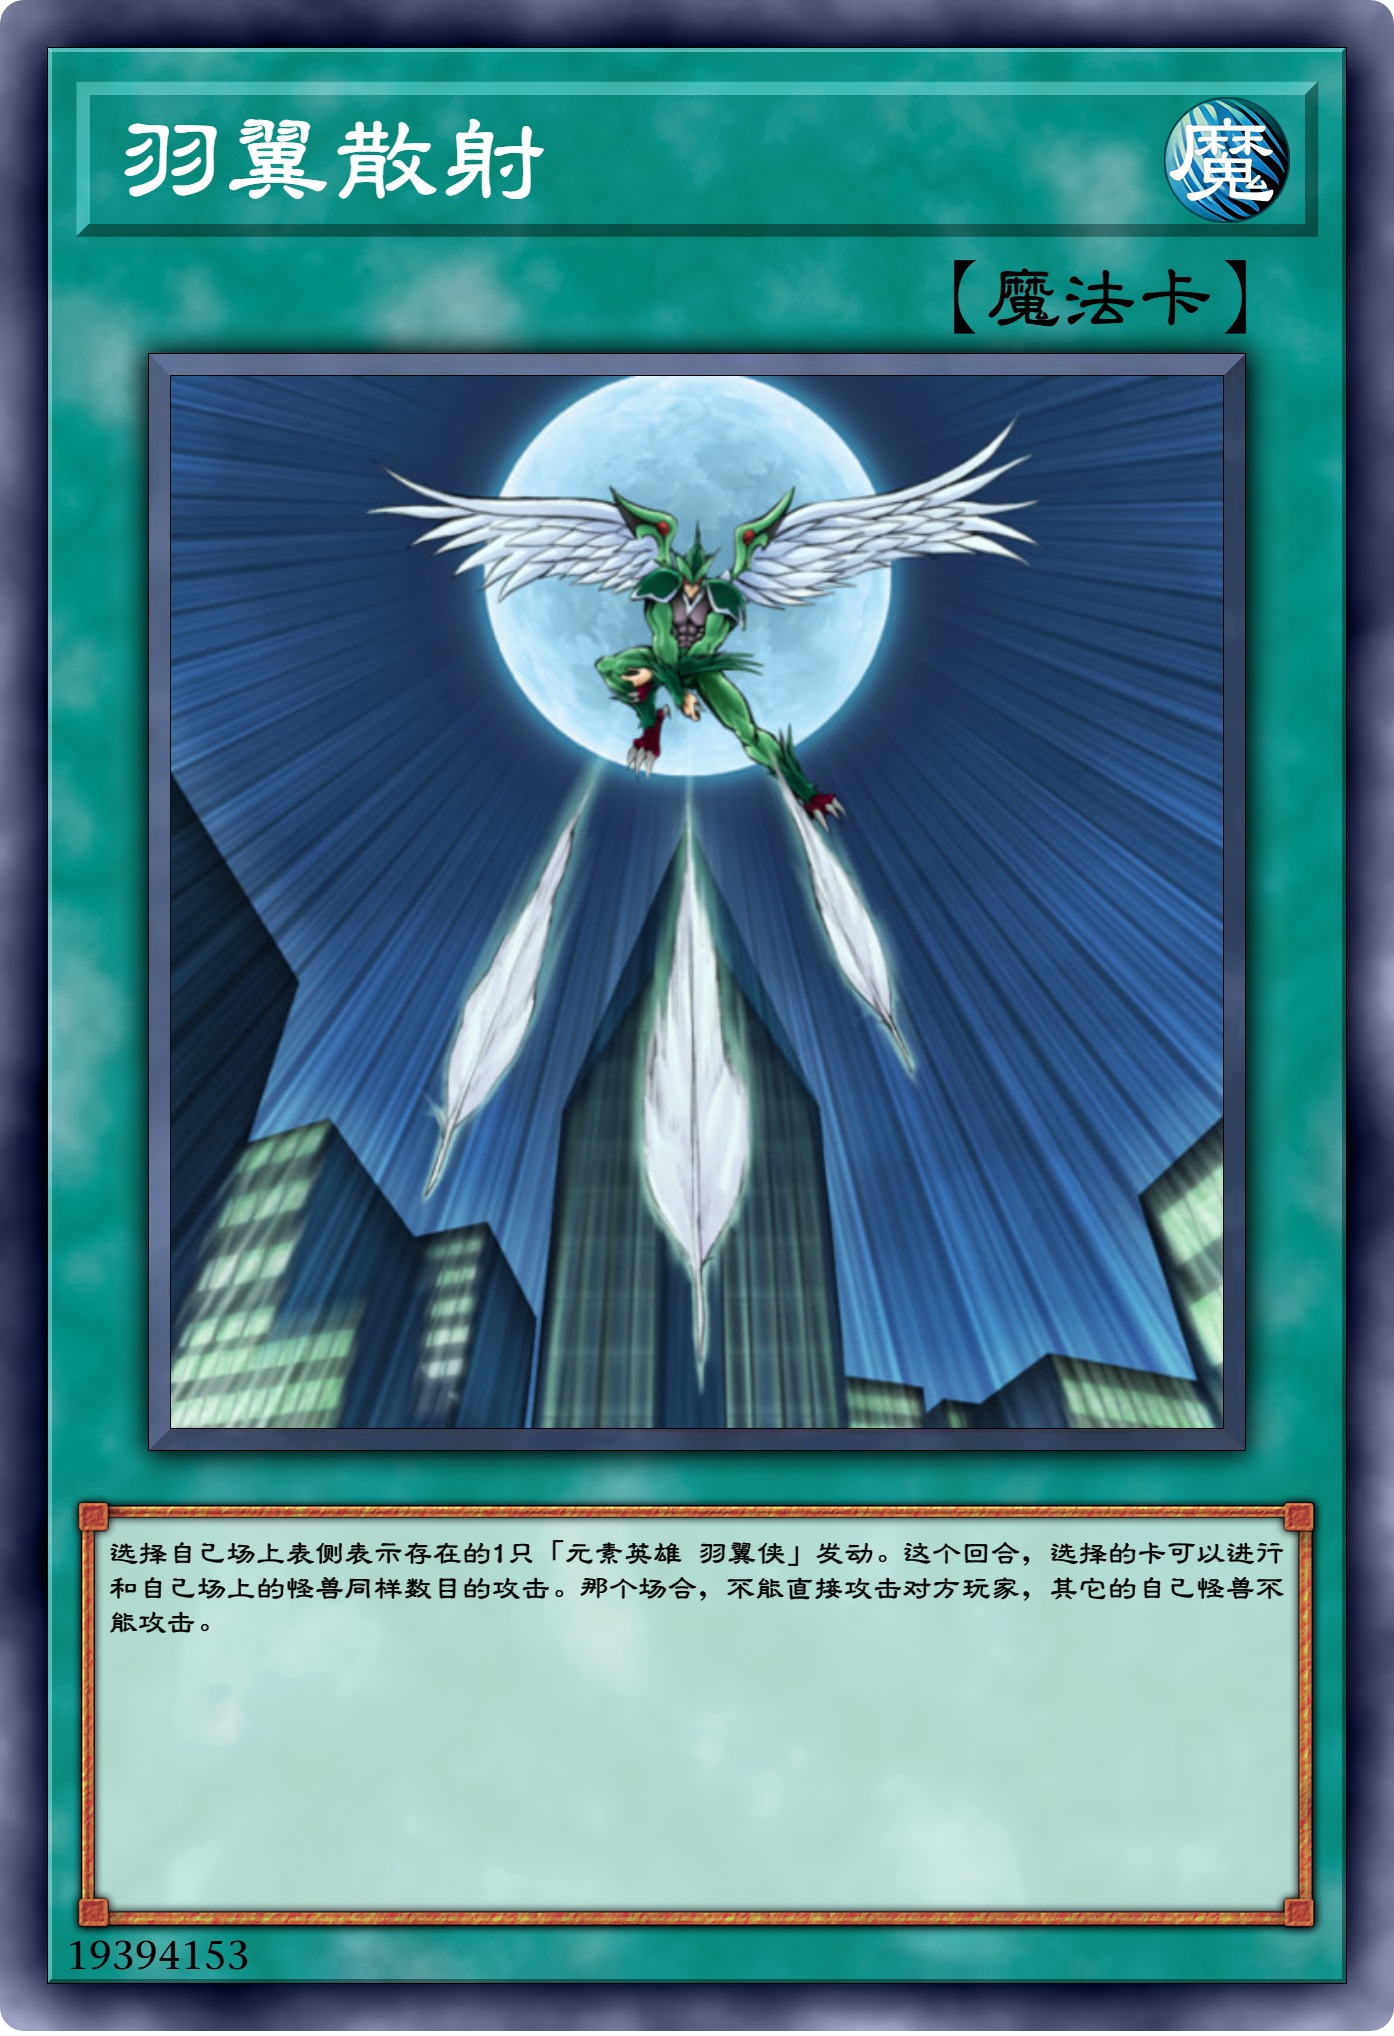 羽翼散射
魔
【魔法卡】
选择自己场上表侧表示存在的1只「元素英雄 羽翼侠」发动。这个回合，选择的卡可以进行
和自己场上的怪兽同样数目的攻击。那个场合，不能直接攻击对方玩家，其它的自己怪兽不
能攻击。
19394153